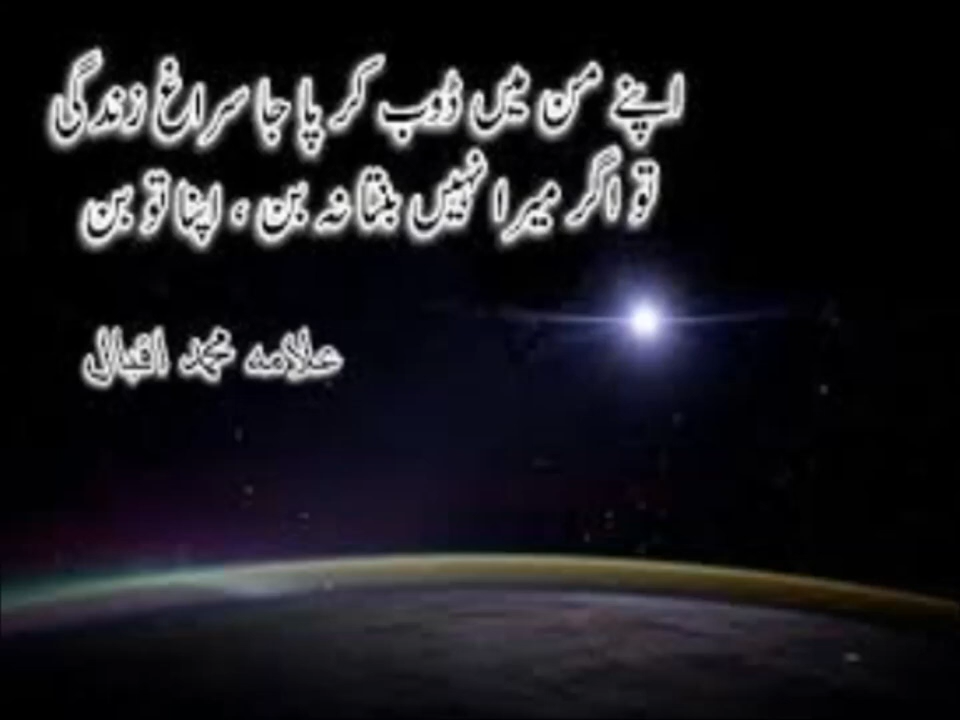 اپنے من میں ڈوب کر پا جا سراغ زندگی
تو اگر میرا نہیں بنتا نہ بن ، اپنا تو بن
علامہ محمد اقبال